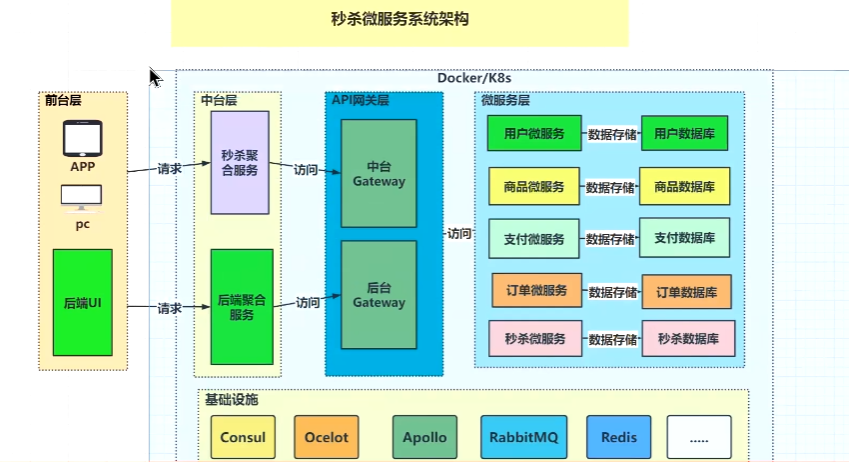 秒杀微服务系统架构
Docker/K8s
前台层
APP
pc
后端UI
请求
请求
中台层
秒杀聚
合服务
后端聚合
服务
访问
访问
API网关层
中台
Gateway
后台
Gateway
访问
微服务层
用户微服务
数据存储
用户数据库
商品微服务
数据存储
商品数据库
支付微服务
数据存储
支付数据库
订单微服务
数据存储
订单数据库
秒杀微服务
数据存储
秒杀数据库
基础设施
Consul
Ocelot
Apollo
RabbitMQ
Redis
.....